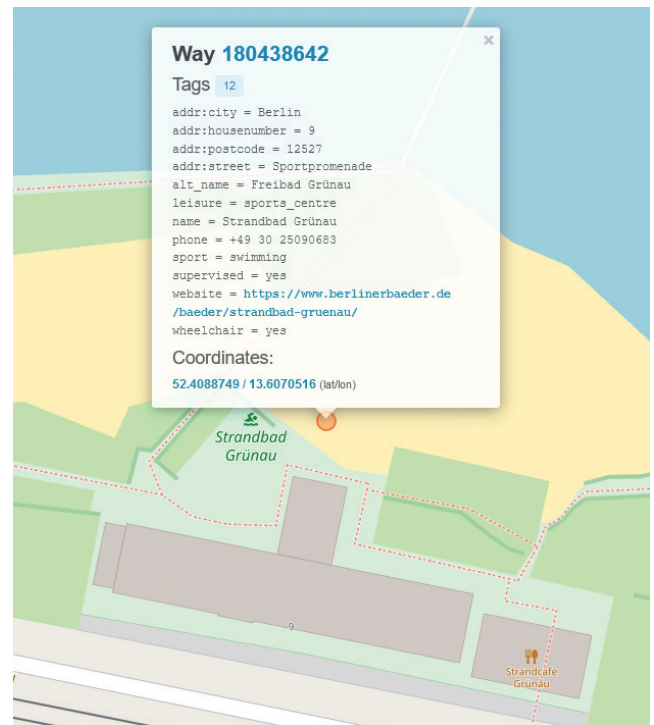 ×
Way 180438642
Tags 12
addr:city = Berlin
addr:housenumber = 9
addr:postcode = 12527
addr:street = Sportpromenade
alt_name = Freibad Grünau
leisure = sports_centre
name = Strandbad Grünau
phone = +49 30 25090683
sport = swimming
supervised = yes
website = https://www.berlinerbaeder.de
/baeder/strandbad-gruenau/
wheelchair = yes
Coordinates:
52.4088749 / 13.6070516 (lat/lon)
Strandbad
Grünau
9
Strandcafe
Grünau